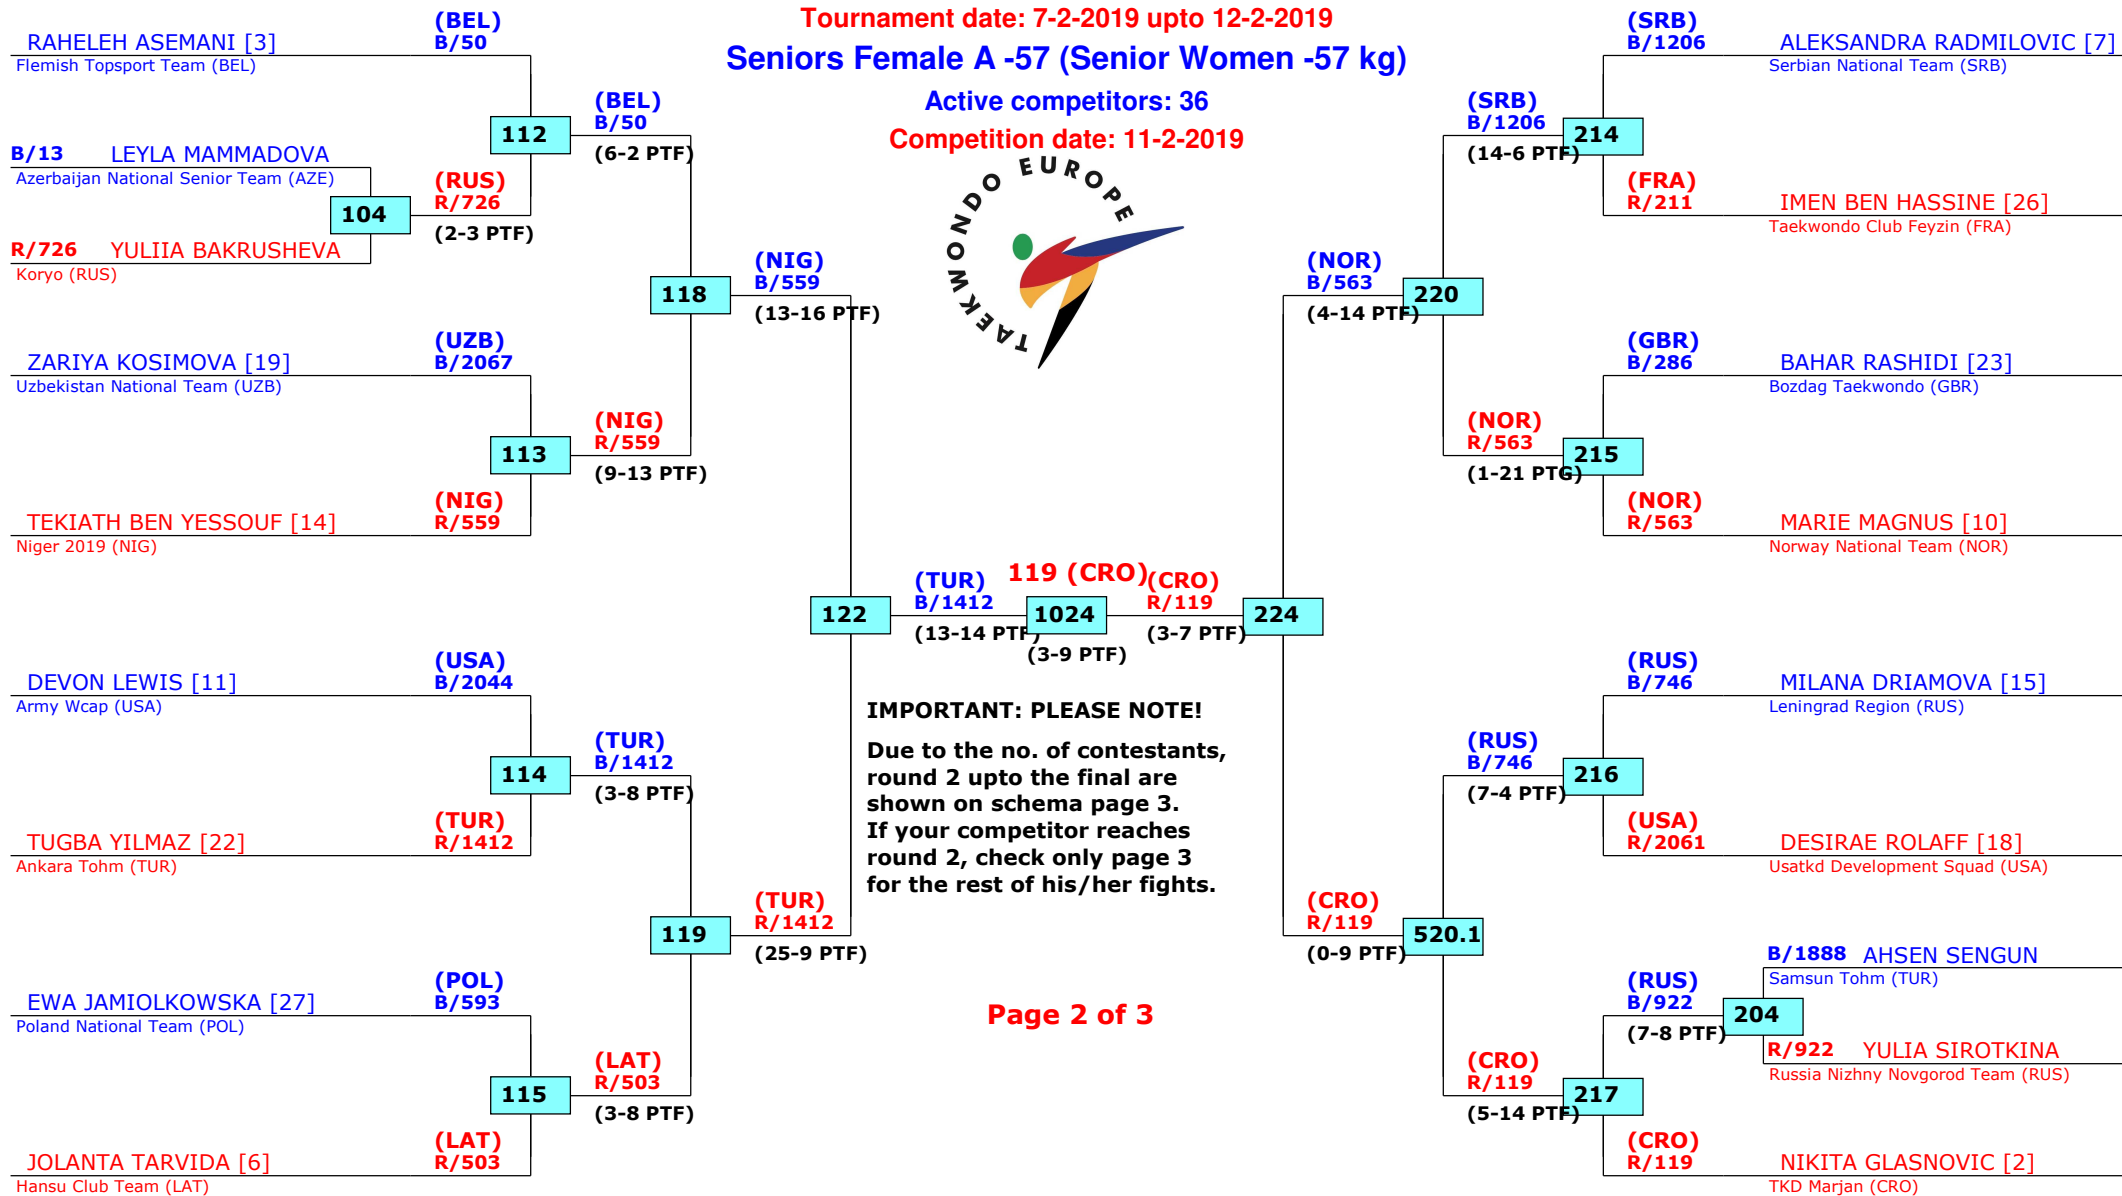 Tournament date: 7-2-2019 upto 12-2-2019
Seniors Female A -57 (Senior Women -57 kg)
Active competitors: 36
Competition date: 11-2-2019
TAEKWONDO EUROPE
(BEL)
RAHELEH ASEMANI [3] B/50
Flemish Topsport Team (BEL)
(BEL)
112 B/50
(6-2 PTF)
B/13 LEYLA MAMMADOVA
Azerbaijan National Senior Team (AZE)
(RUS)
104 R/726
(2-3 PTF)
R/726 YULIIA BAKRUSHEVA
Koryo (RUS)
(NIG)
118 B/559
(13-16 PTF)
(UZB)
ZARIYA KOSIMOVA [19] B/2067
Uzbekistan National Team (UZB)
(NIG)
113 R/559
(9-13 PTF)
(NIG)
TEKIATH BEN YESSOUF [14] R/559
Niger 2019 (NIG)
(TUR)
122 B/1412
(13-14 PTF)
119 (CRO)
1024
(3-9 PTF)
(CRO)
R/119 224
(3-7 PTF)
(USA)
DEVON LEWIS [11] B/2044
Army Wcap (USA)
(TUR)
114 B/1412
(3-8 PTF)
(TUR)
TUGBA YILMAZ [22] R/1412
Ankara Tohm (TUR)
(TUR)
119 R/1412
(25-9 PTF)
(POL)
EWA JAMIOLKOWSKA [27] B/593
Poland National Team (POL)
(LAT)
115 R/503
(3-8 PTF)
(LAT)
JOLANTA TARVIDA [6] R/503
Hansu Club Team (LAT)
IMPORTANT: PLEASE NOTE!
Due to the no. of contestants,
round 2 upto the final are
shown on schema page 3.
If your competitor reaches
round 2, check only page 3
for the rest of his/her fights.
Page 2 of 3
(SRB)
B/1206 ALEKSANDRA RADMILOVIC [7]
Serbian National Team (SRB)
(SRB)
B/1206 214
(14-6 PTF)
(FRA)
R/211 IMEN BEN HASSINE [26]
Taekwondo Club Feyzin (FRA)
(NOR)
B/563 220
(4-14 PTF)
(GBR)
B/286 BAHAR RASHIDI [23]
Bozdag Taekwondo (GBR)
(NOR)
R/563 215
(1-21 PTG)
(NOR)
R/563 MARIE MAGNUS [10]
Norway National Team (NOR)
(RUS)
B/746 MILANA DRIAMOVA [15]
Leningrad Region (RUS)
(RUS)
B/746 216
(7-4 PTF)
(USA)
R/2061 DESIRAE ROLAFF [18]
Usatkd Development Squad (USA)
(CRO)
R/119 520.1
(0-9 PTF)
B/1888 AHSEN SENGUN
Samsun Tohm (TUR)
(RUS)
B/922 204
(7-8 PTF)
R/922 YULIA SIROTKINA
Russia Nizhny Novgorod Team (RUS)
(CRO)
R/119 217
(5-14 PTF)
(CRO)
R/119 NIKITA GLASNOVIC [2]
TKD Marjan (CRO)